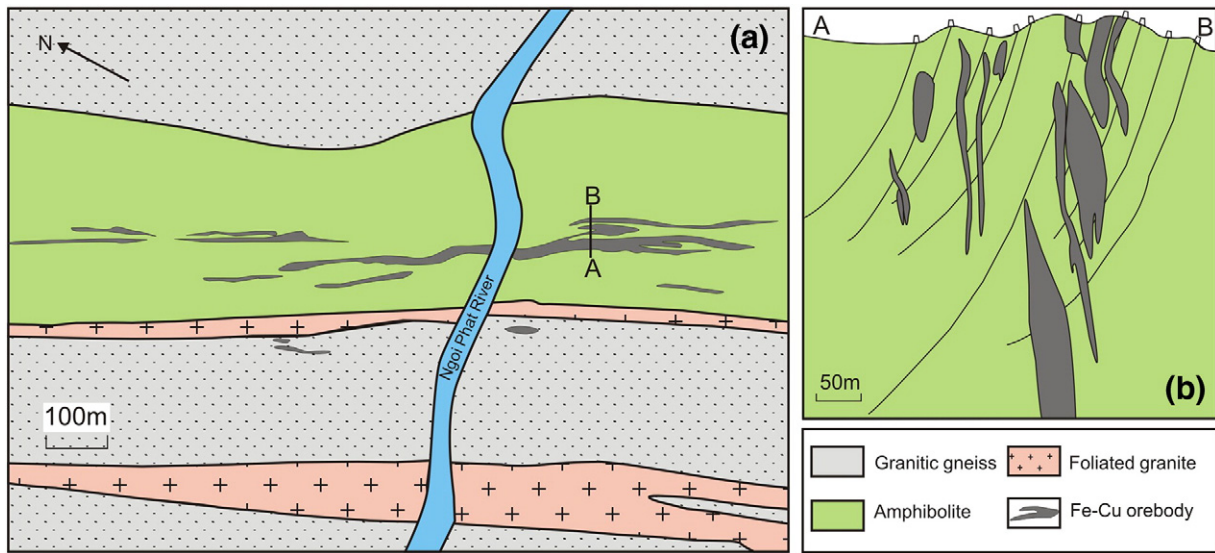 N
(a)
B
A
Ngoi Phat River
100m
A
B
50m
(b)
Granitic gneiss
Foliated granite
Amphibolite
Fe-Cu orebody